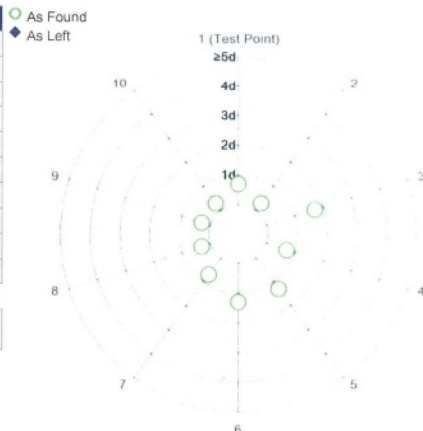 As Found
As Left
1 (Test Point)
≥5d
4d
3d
2d
1d
10
2
9
3
8
4
7
5
6